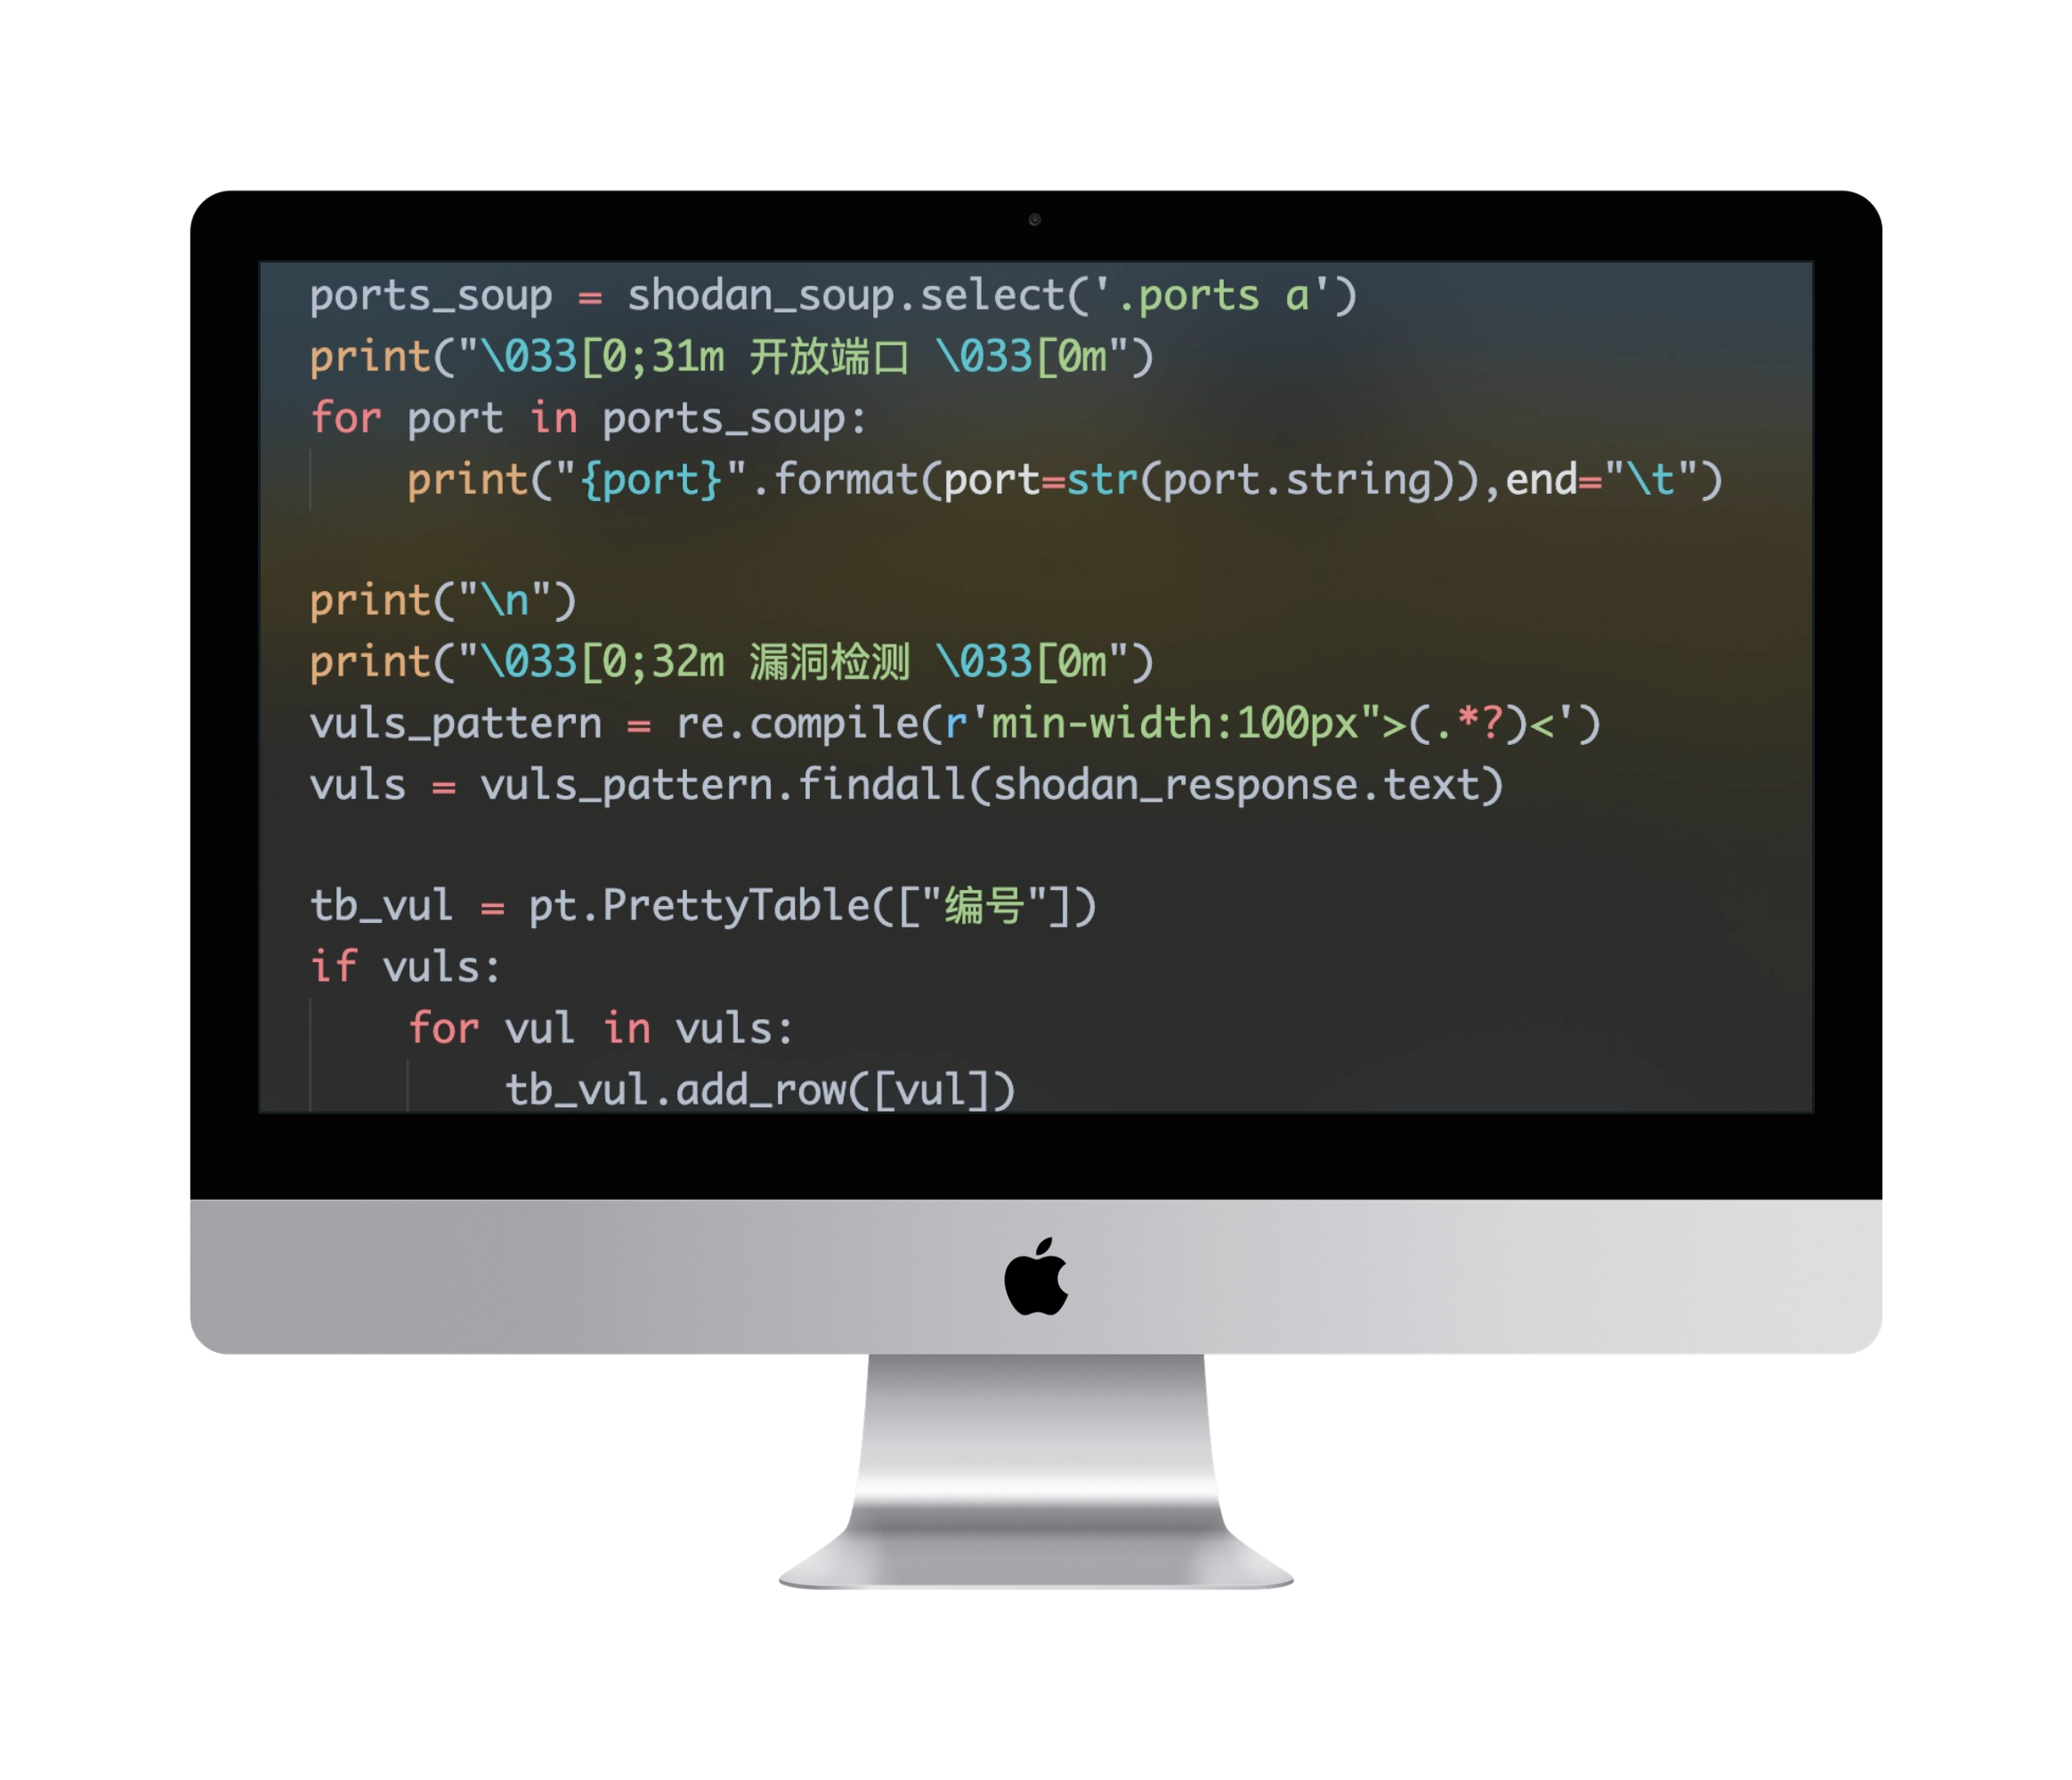 ports_soup = shodan_soup.select('.ports a')
print("\033[0;31m 开放端口 \033[0m")
for port in ports_soup:
    print("{port}".format(port=str(port.string)),end="\t")
print("\n")
print("\033[0;32m 漏洞检测 \033[0m")
vuls_pattern = re.compile(r'min-width:100px">(.*?)<')
vuls = vuls_pattern.findall(shodan_response.text)
tb_vul = pt.PrettyTable(["编号"])
if vuls:
    for vul in vuls:
        tb_vul.add_row([vul])